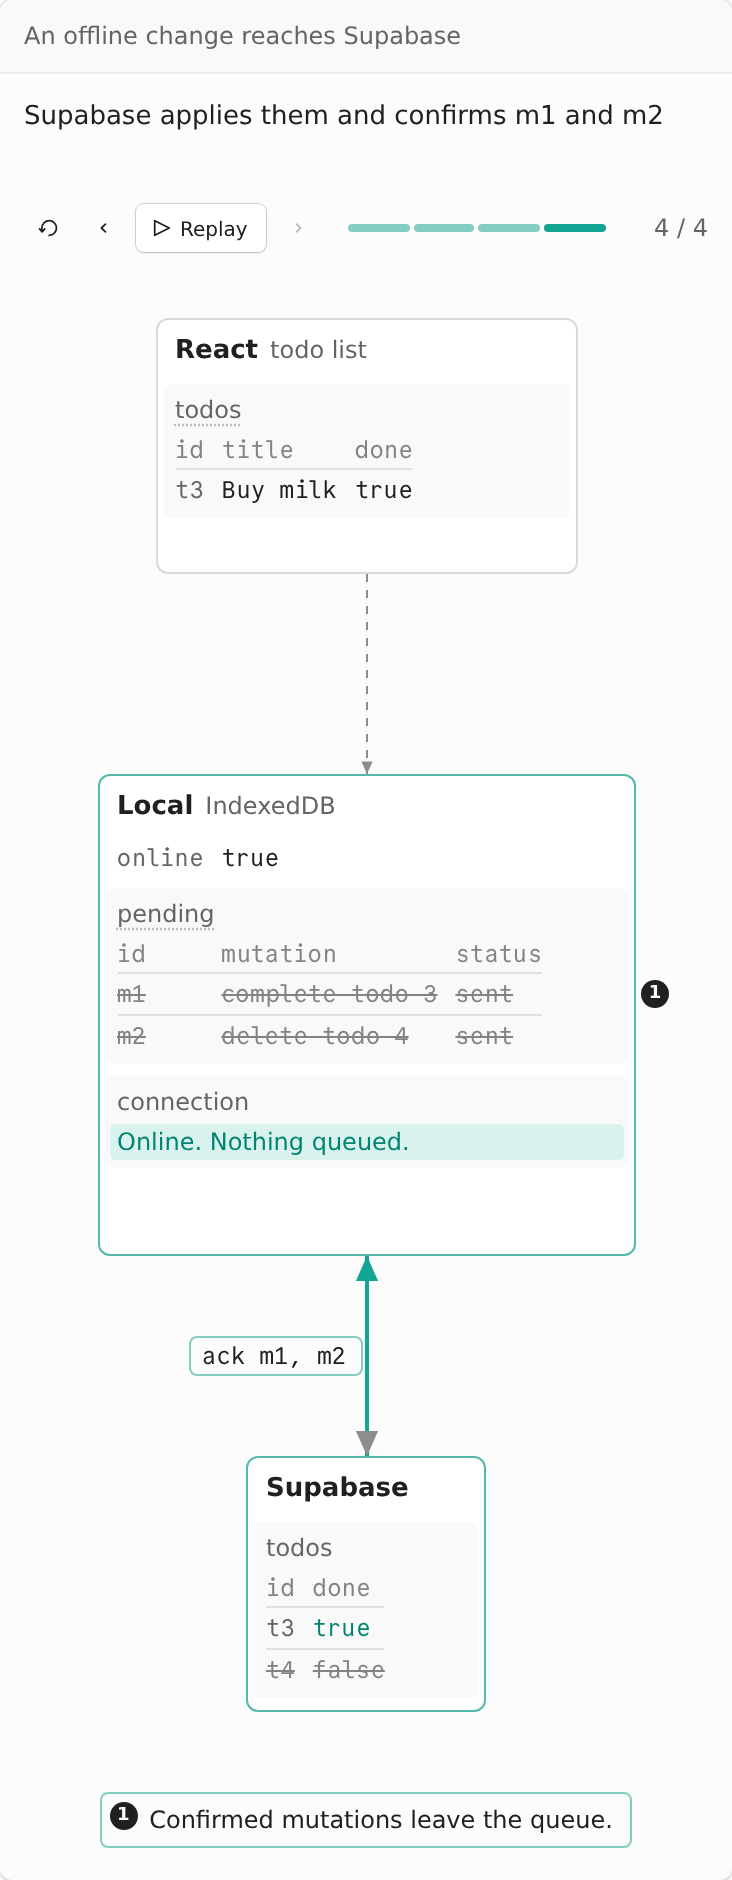 An offline change reaches Supabase
Supabase applies them and confirms m1 and m2
Replay
4 / 4
React todo list
todos
id title done
t3 Buy milk true
Local IndexedDB
online true
pending
id mutation status
m1 complete todo 3 sent
1
m2 delete todo 4 sent
connection
Online. Nothing queued.
ack m1, m2
Supabase
todos
id done
t3 true
t4 false
1 Confirmed mutations leave the queue.